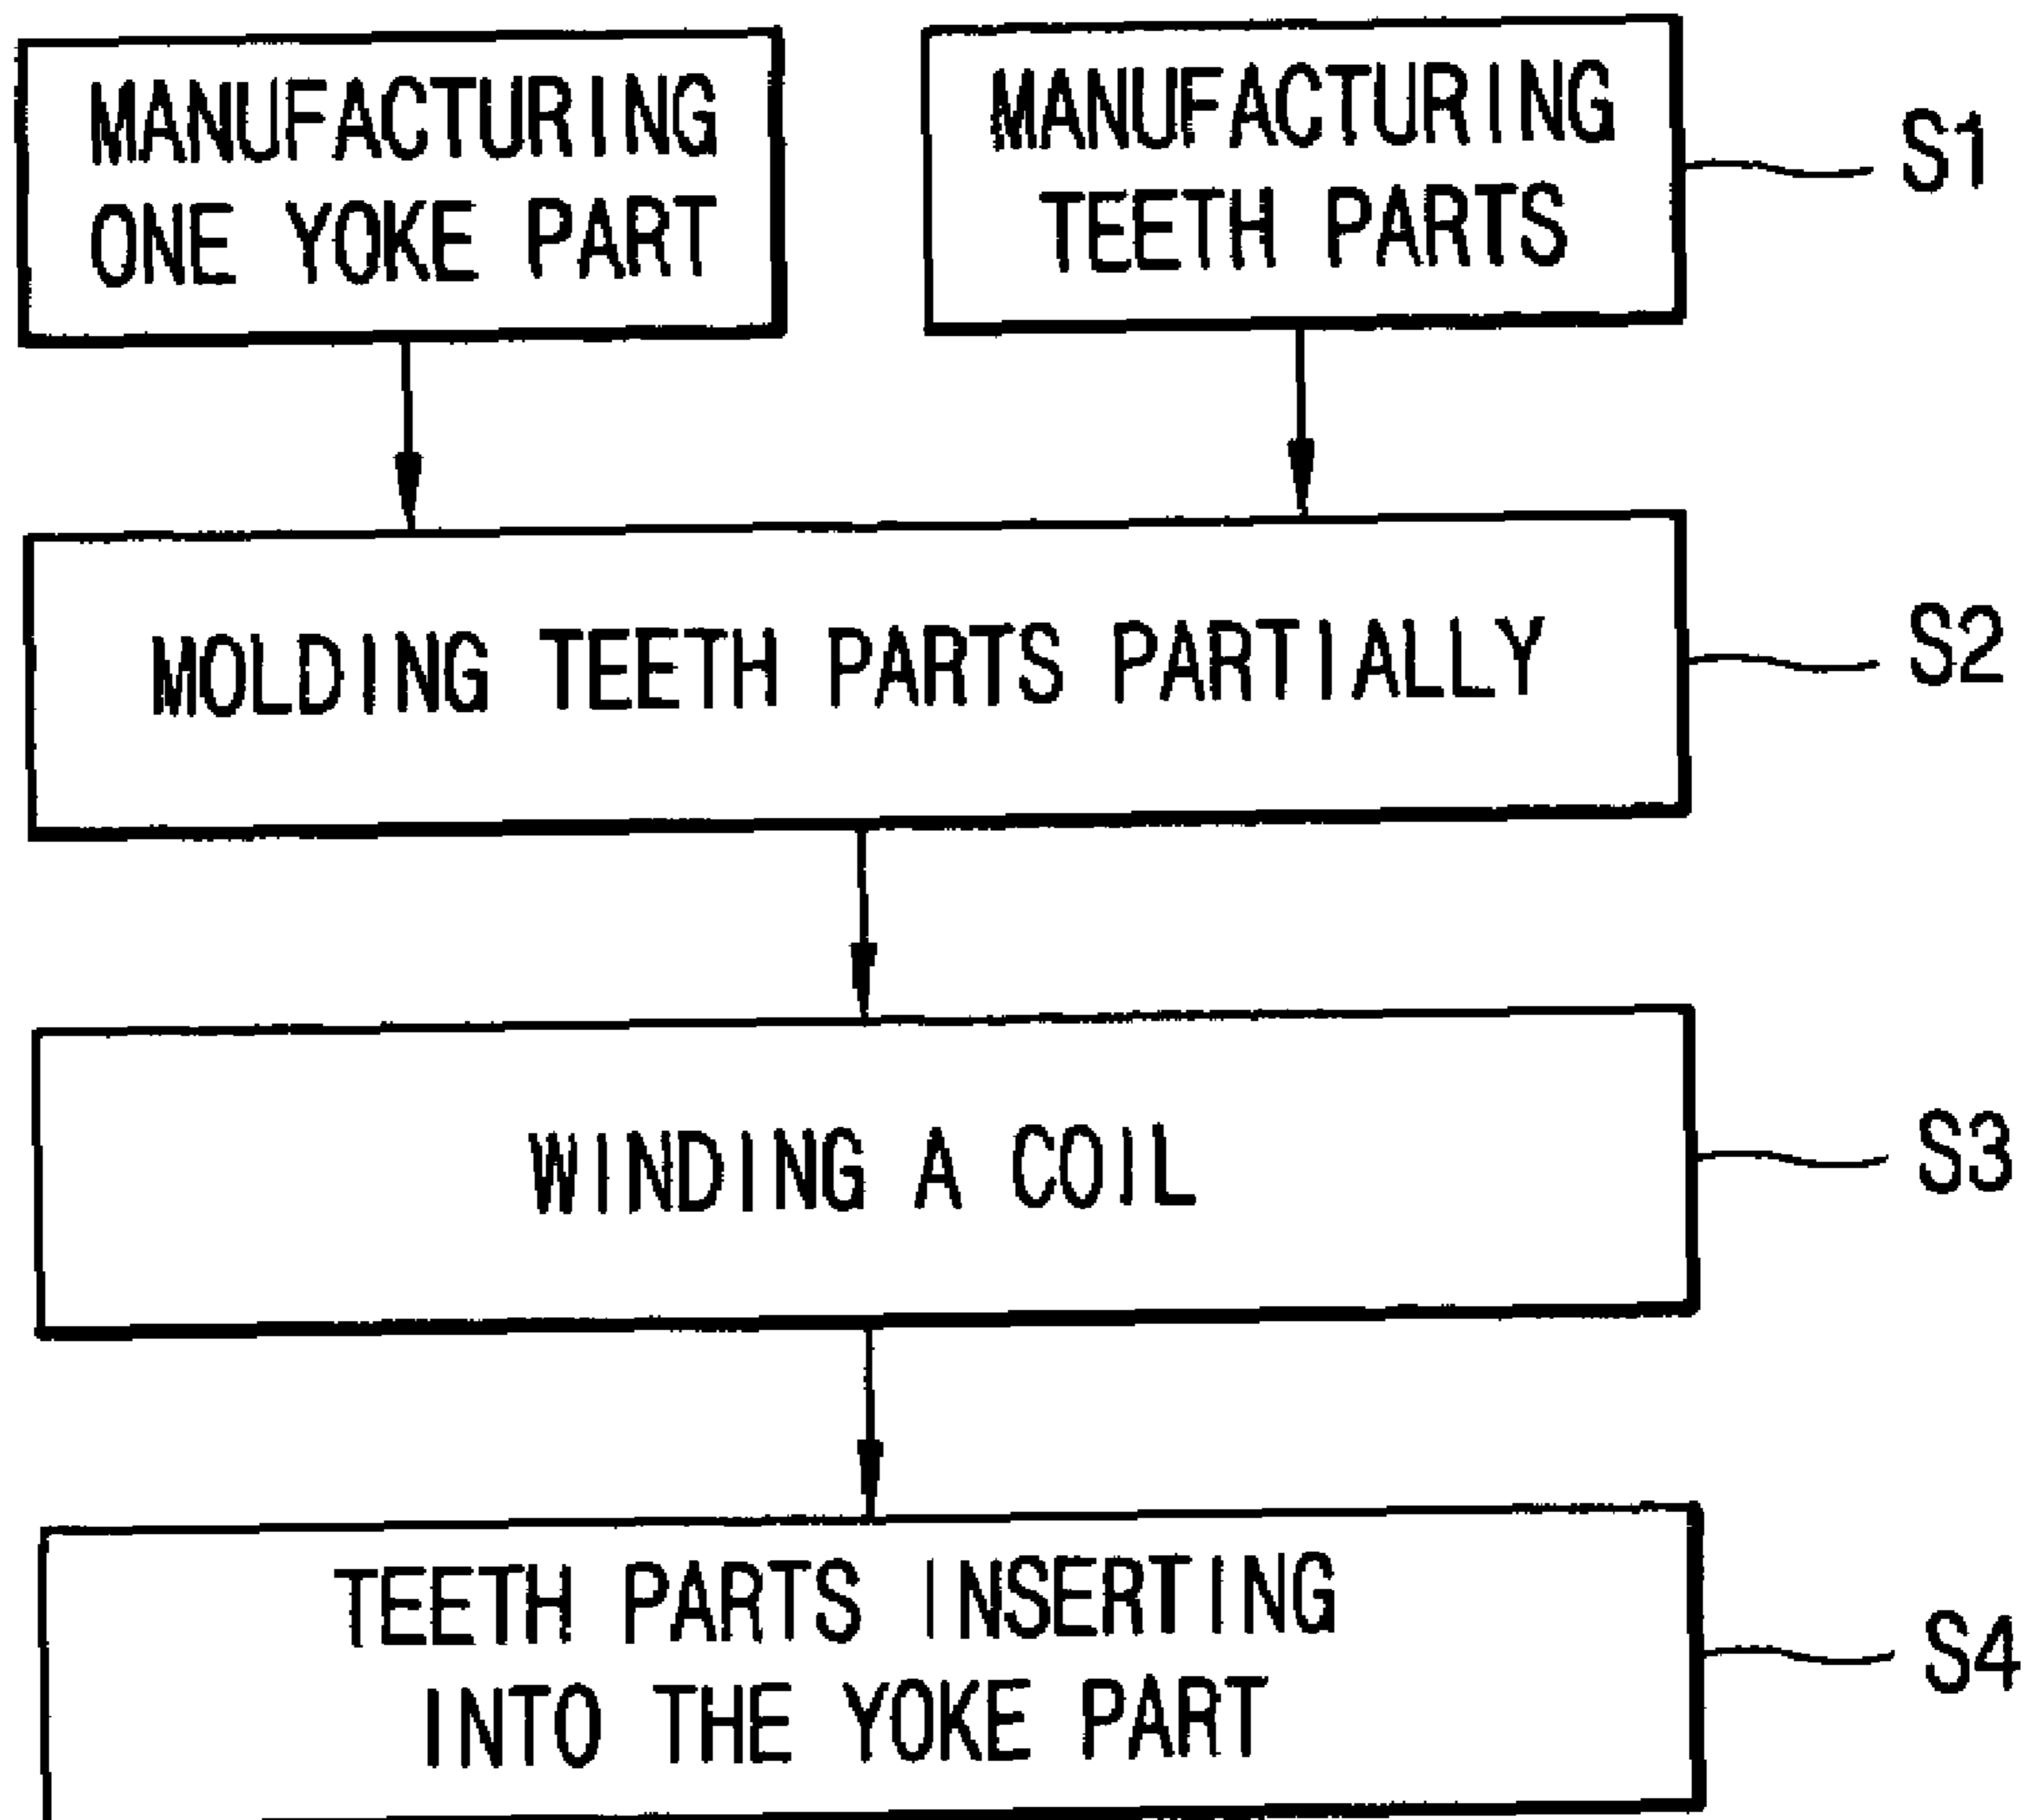 MANUFACTURING
ONE YOKE PART
MANUFACTURING
TEETH PARTS
S1
MOLDING TEETH PARTS PARTIALLY
S2
WINDING A COIL
S3
TEETH PARTS INSERTING
INTO THE YOKE PART
S4